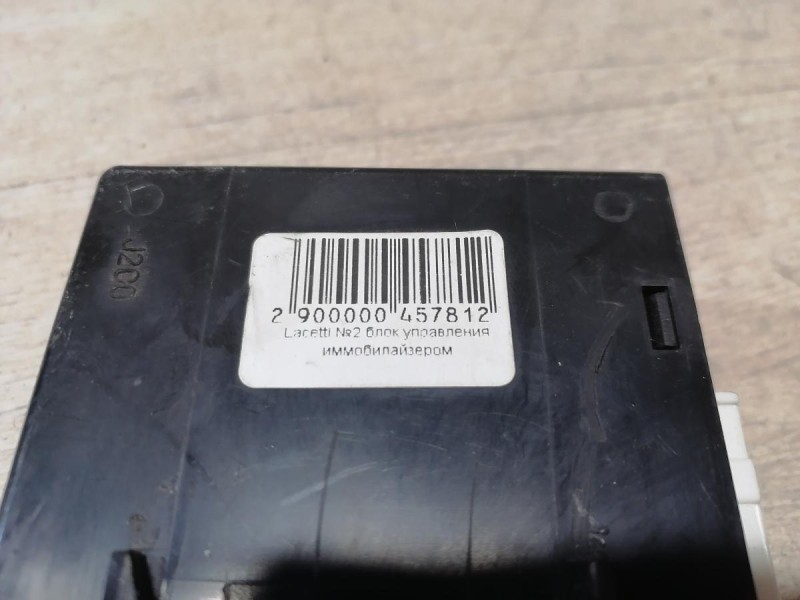 J200
2 900000 457812
Lacetti №2 блок управления
иммобилайзером